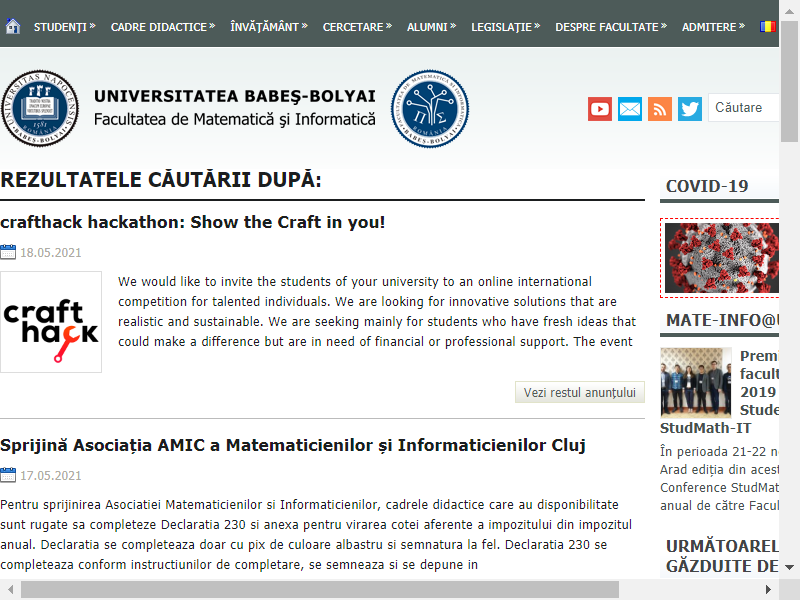 STUDENȚI »
CADRE DIDACTICE »
ÎNVĂȚĂMÂNT »
CERCETARE »
ALUMNI »
LEGISLAȚIE »
DESPRE FACULTATE »
ADMITERE »
UNIVERSITATEA BABEŞ-BOLYAI
Facultatea de Matematică şi Informatică
Căutare
REZULTATELE CĂUTĂRII DUPĂ:
crafthack hackathon: Show the Craft in you!
18.05.2021
craft
hack
We would like to invite the students of your university to an online international
competition for talented individuals. We are looking for innovative solutions that are
realistic and sustainable. We are seeking mainly for students who have fresh ideas that
could make a difference but are in need of financial or professional support. The event
Vezi restul anunțului
Sprijină Asociația AMIC a Matematicienilor și Informaticienilor Cluj
17.05.2021
Pentru sprijinirea Asociatiei Matematicienilor si Informaticienilor, cadrele didactice care au disponibilitate
sunt rugate sa completeze Declaratia 230 si anexa pentru virarea cotei aferente a impozitului din impozitul
anual. Declaratia se completeaza doar cu pix de culoare albastru si semnatura la fel. Declaratia 230 se
completeaza conform instructiunilor de completare, se semneaza si se depune in
COVID-19
MATE-INFO@
Prem
facult
2019
Stude
StudMath-IT
În perioada 21-22 n
Arad ediția din acest
Conference StudMat
anual de către Facul
URMĂTOAREL
GĂZDUITE DE